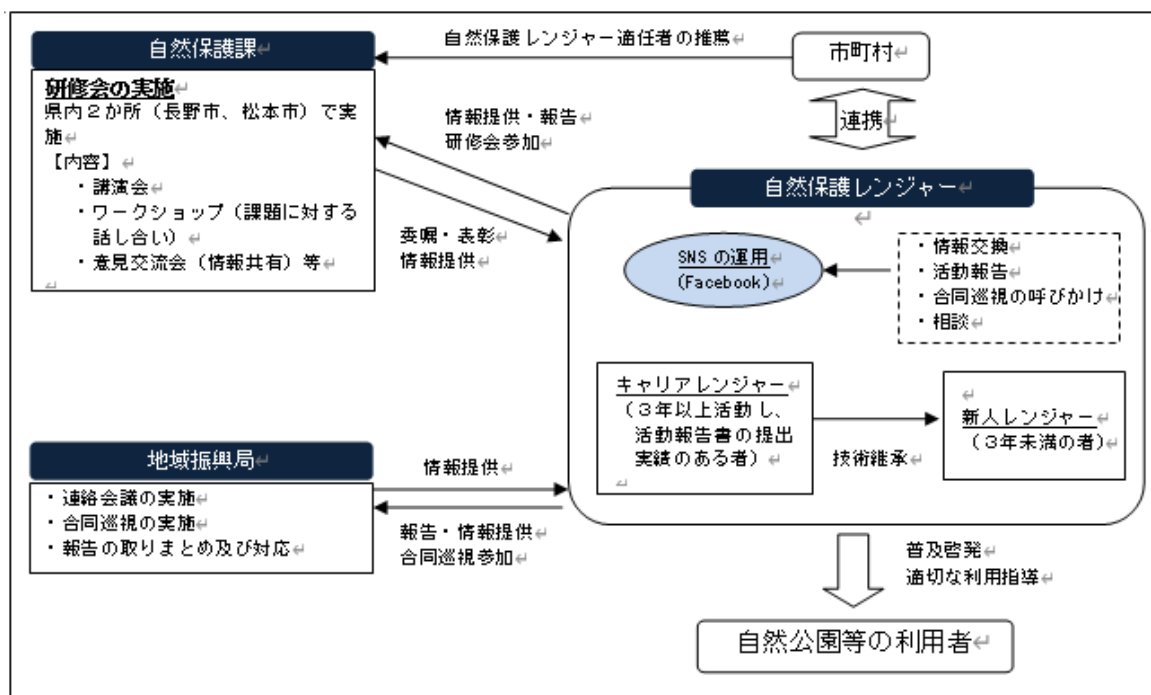 自然保護課↵
研修会の実施↵
県内２か所（長野市、松本市）で実
施↵
【内容】↵
・講演会↵
・ワークショップ（課題に対する
話し合い）↵
・意見交流会（情報共有）等↵
↵
自然保護レンジャー適任者の推薦↵
市町村↵
連携↵
情報提供・報告↵
研修会参加↵
委嘱・表彰↵
情報提供↵
自然保護レンジャー↵
↵
SNSの運用↵
(Facebook)↵
・情報交換↵
・活動報告↵
・合同巡視の呼びかけ↵
・相談↵
キャリアレンジャー↵
（３年以上活動し、
活動報告書の提出
実績のある者）↵
↵
技術継承↵
↵
新人レンジャー↵
（３年未満の者）↵
地域振興局↵
・連絡会議の実施↵
・合同巡視の実施↵
・報告の取りまとめ及び対応↵
情報提供↵
報告・情報提供↵
合同巡視参加↵
普及啓発↵
適切な利用指導↵
自然公園等の利用者↵